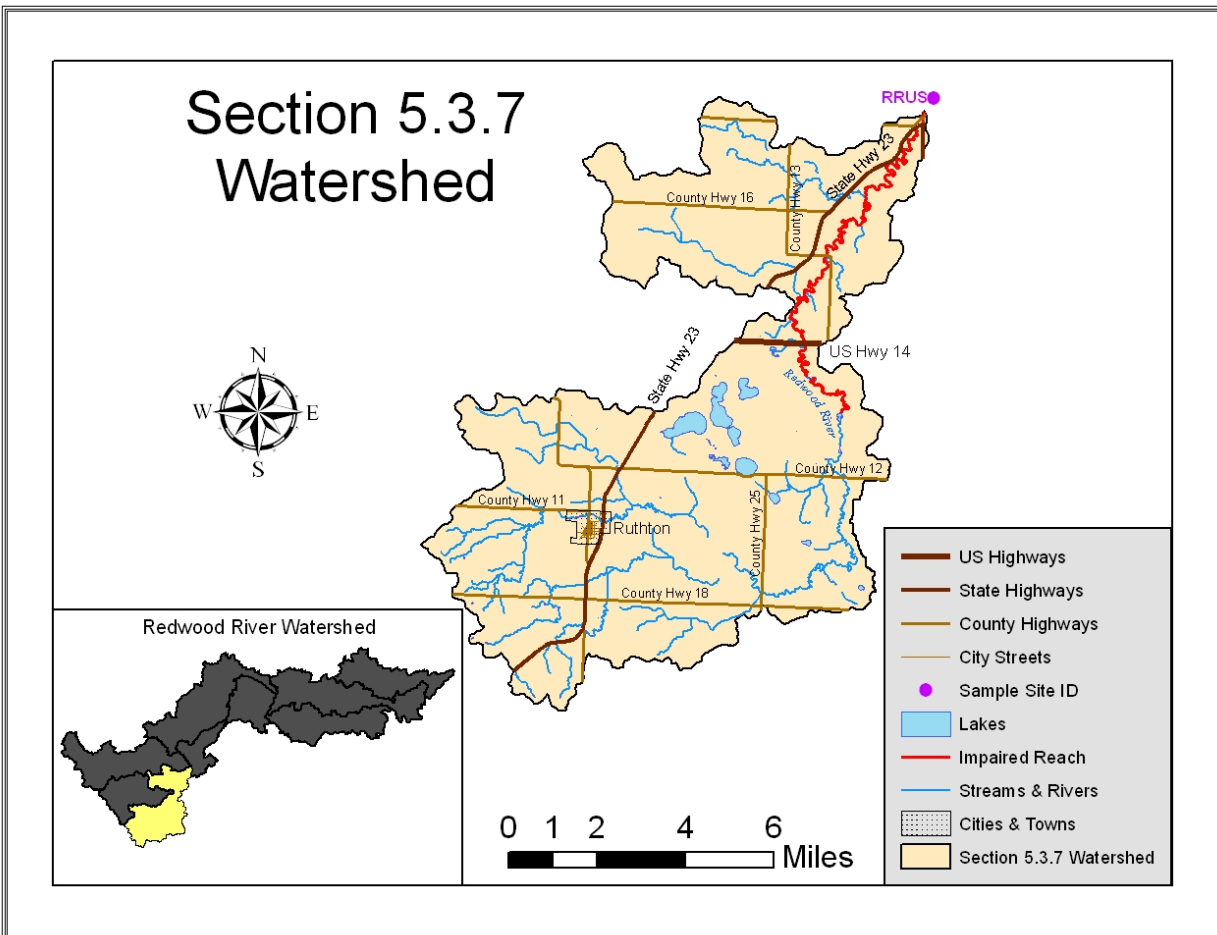 Section 5.3.7
Watershed
RRUS
State Hwy 23
County Hwy 13
County Hwy 16
US Hwy 14
State Hwy 23
Redwood River
N
W
E
S
County Hwy 12
County Hwy 11
County Hwy 25
Ruthton
County Hwy 18
US Highways
State Highways
County Highways
City Streets
Sample Site ID
Lakes
Impaired Reach
Streams & Rivers
Cities & Towns
Section 5.3.7 Watershed
Redwood River Watershed
0 1 2 4 6
Miles